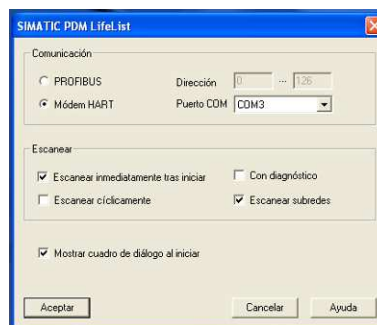 SIMATIC PDM LifeList
Comunicación
PROFIBUS Dirección 0 ... 126
Módem HART Puerto COM COM3
Escanear
Escanear inmediatamente tras iniciar Con diagnóstico
Escanear cíclicamente Escanear subredes
Mostrar cuadro de diálogo al iniciar
Aceptar Cancelar Ayuda